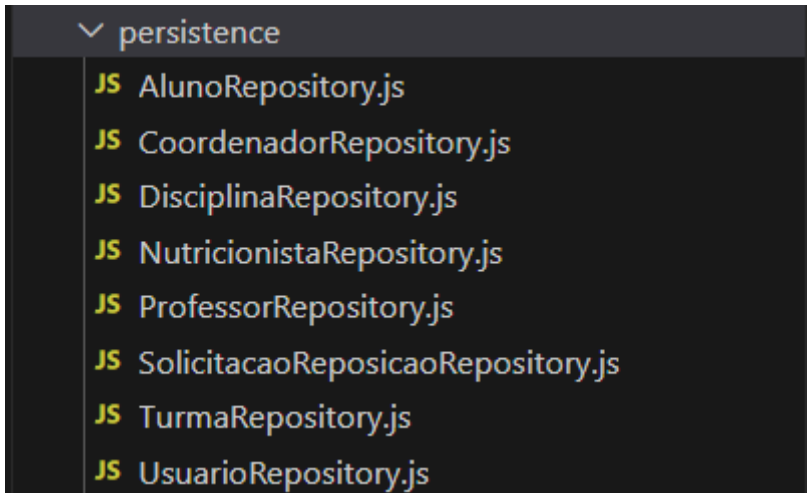 persistence
JS AlunoRepository.js
JS CoordenadorRepository.js
JS DisciplinaRepository.js
JS NutricionistaRepository.js
JS ProfessorRepository.js
JS SolicitacaoReposicaoRepository.js
JS TurmaRepository.js
JS UsuarioRepository.js